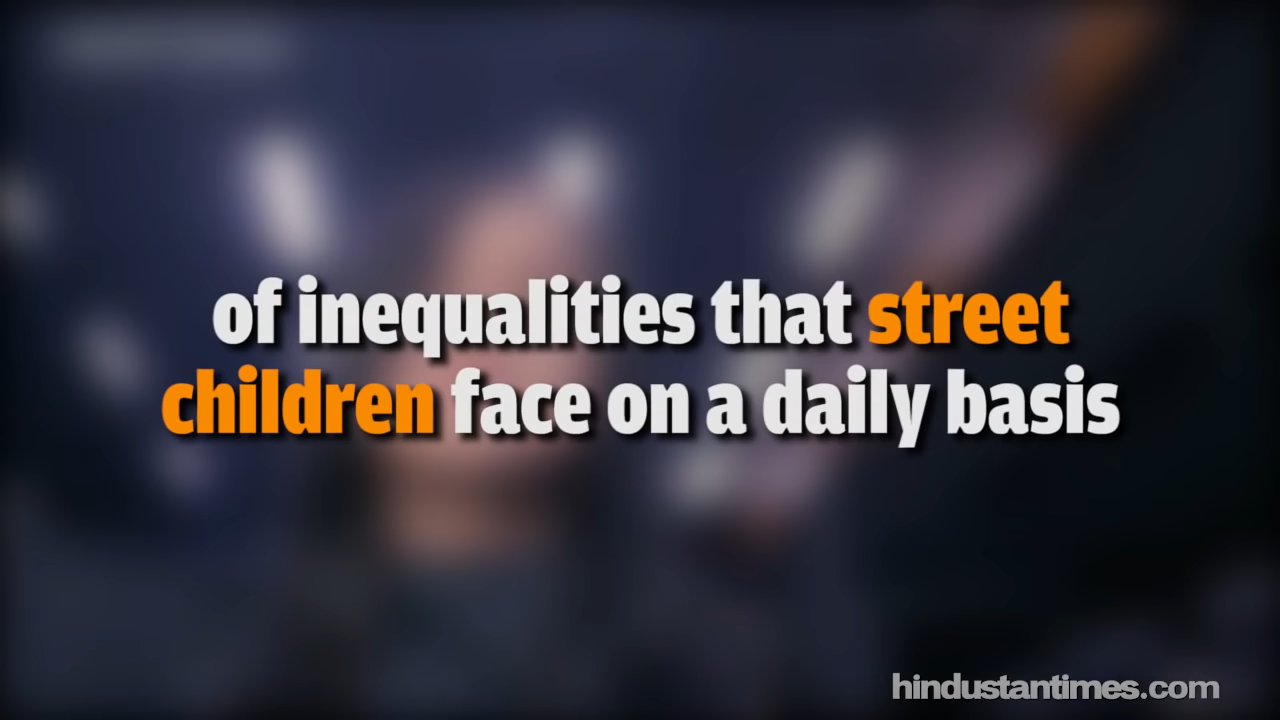 of inequalities that street
children face on a daily basis
hindustantimes.com